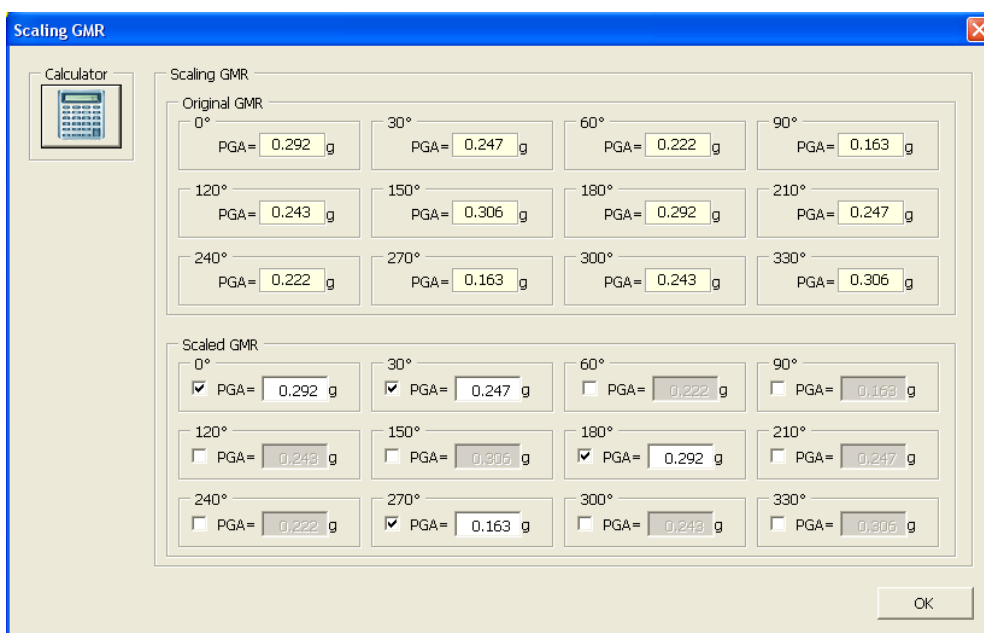 Scaling GMR
Calculator
Scaling GMR
Original GMR
0° 30° 60° 90°
PGA= 0.292 g PGA= 0.247 g PGA= 0.222 g PGA= 0.163 g
120° 150° 180° 210°
PGA= 0.243 g PGA= 0.306 g PGA= 0.292 g PGA= 0.247 g
240° 270° 300° 330°
PGA= 0.222 g PGA= 0.163 g PGA= 0.243 g PGA= 0.306 g
Scaled GMR
0° 30° 60° 90°
PGA= 0.292 g PGA= 0.247 g PGA= 0.222 g PGA= 0.163 g
120° 150° 180° 210°
PGA= 0.243 g PGA= 0.306 g PGA= 0.292 g PGA= 0.247 g
240° 270° 300° 330°
PGA= 0.222 g PGA= 0.163 g PGA= 0.243 g PGA= 0.306 g
OK